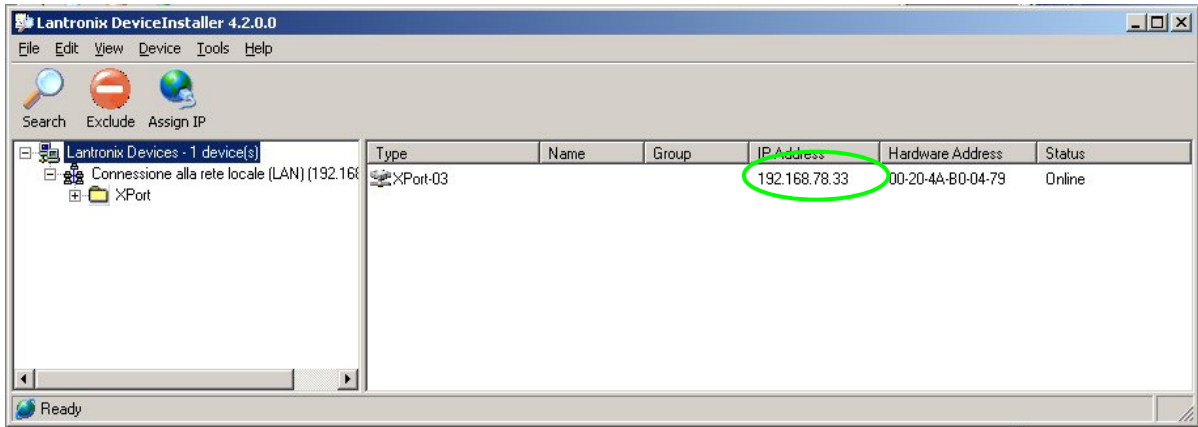 Lantronix DeviceInstaller 4.2.0.0
File Edit View Device Tools Help
Search Exclude Assign IP
Lantronix Devices - 1 device(s)
Connessione alla rete locale (LAN) (192.168
XPort
Type Name Group IP Address Hardware Address Status
XPort-03 192.168.78.33 00-20-4A-B0-04-79 Online
Ready